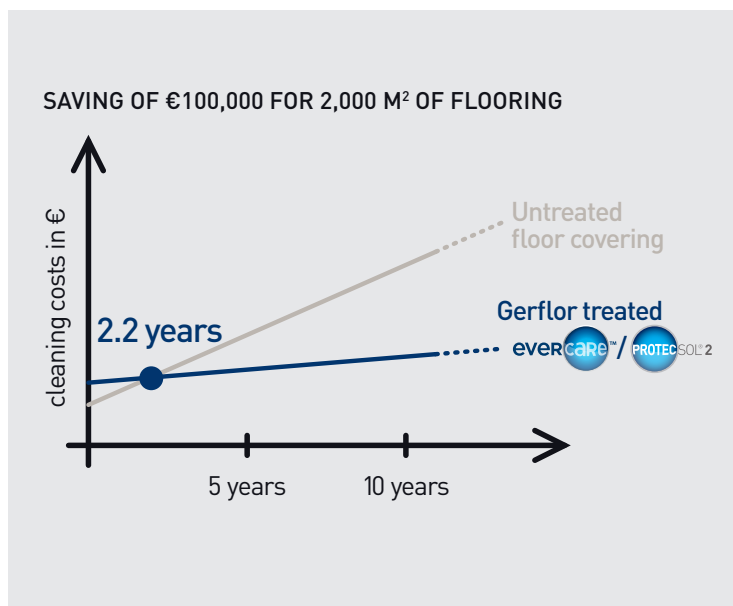 SAVING OF €100,000 FOR 2,000 M² OF FLOORING
cleaning costs in €
Untreated
floor covering
2.2 years
Gerflor treated
evercare™ / PROTECSOL® 2
5 years
10 years